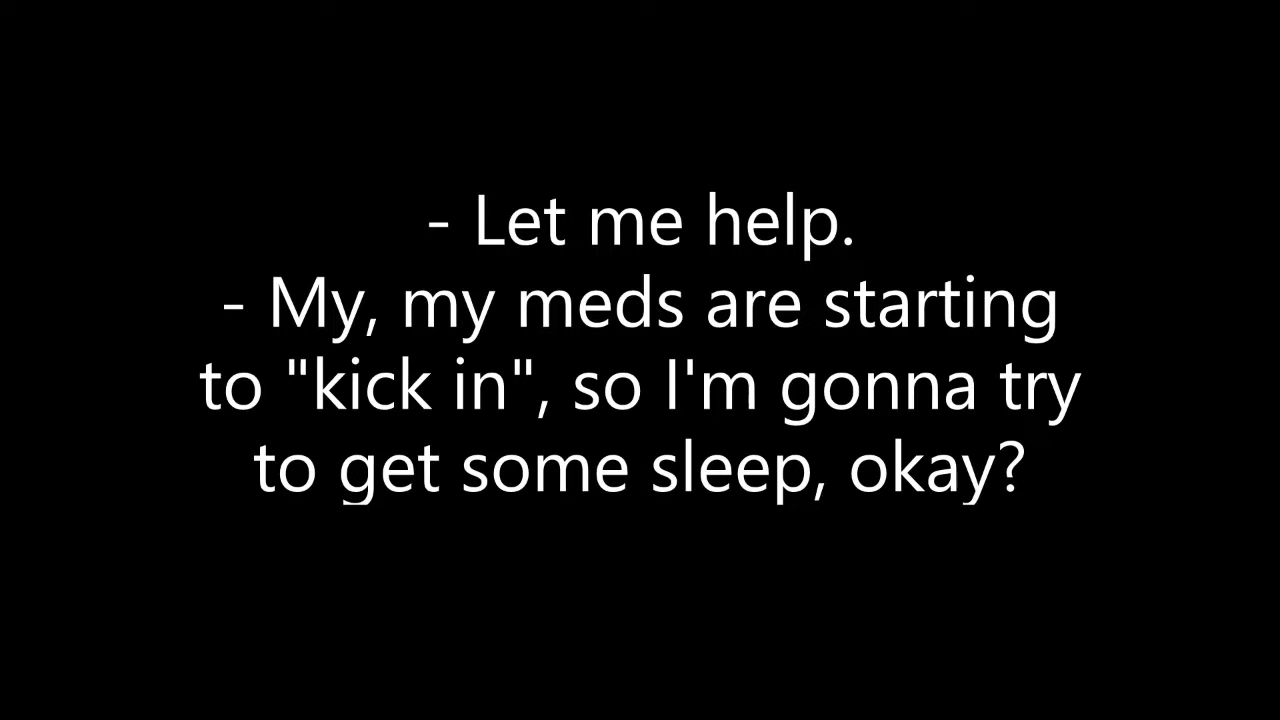 - Let me help.
- My, my meds are starting
to "kick in", so I'm gonna try
to get some sleep, okay?